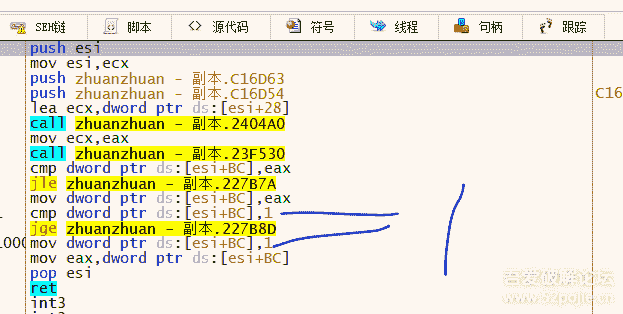 SEH链 脚本 源代码 符号 线程 句柄 跟踪
push esi
mov esi,ecx
push zhuanzhuan - 副本.C16D63
push zhuanzhuan - 副本.C16D54 C16
lea ecx,dword ptr ds:[esi+28]
call zhuanzhuan - 副本.2404A0
mov ecx,eax
call zhuanzhuan - 副本.23F530
cmp dword ptr ds:[esi+BC],eax
jle zhuanzhuan - 副本.227B7A
mov dword ptr ds:[esi+BC],eax
cmp dword ptr ds:[esi+BC],1
jge zhuanzhuan - 副本.227B8D
mov dword ptr ds:[esi+BC],1
mov eax,dword ptr ds:[esi+BC]
pop esi
ret
int3
吾爱破解论坛
www.52pojie.cn